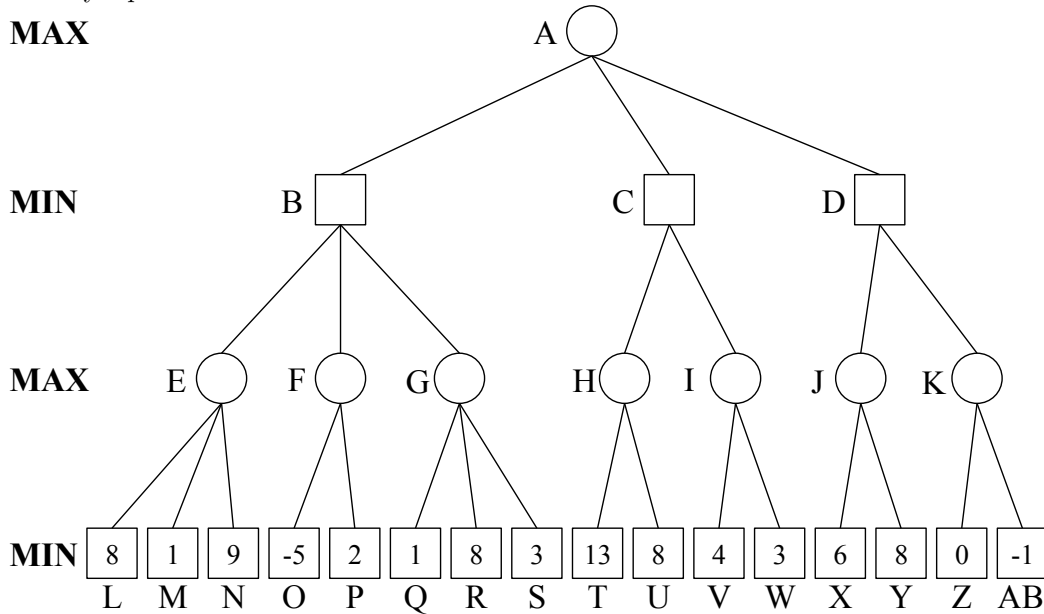 MAX A
MIN B C D
MAX E F G H I J K
MIN 8 1 9 -5 2 1 8 3 13 8 4 3 6 8 0 -1
L M N O P Q R S T U V W X Y Z AB